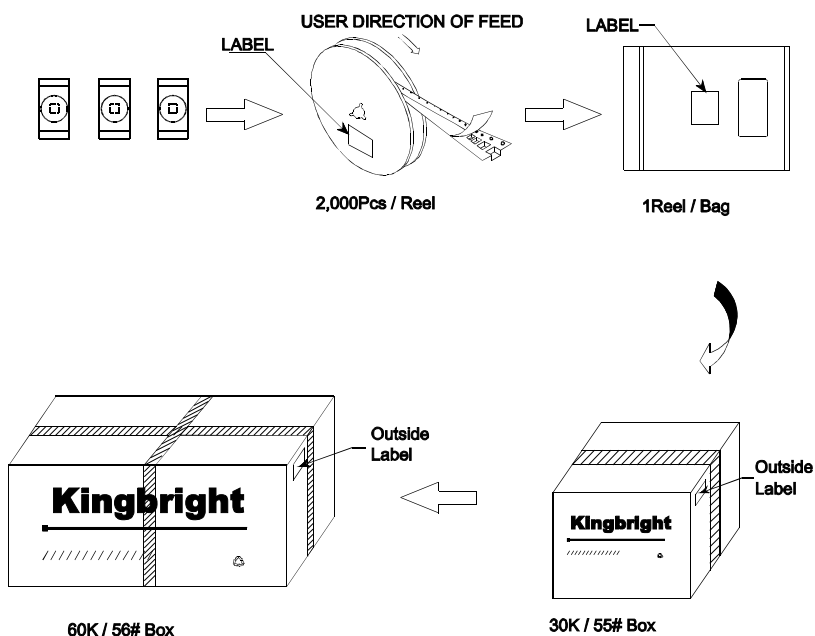 USER DIRECTION OF FEED
LABEL
LABEL
2,000Pcs / Reel
1Reel / Bag
Outside
Label
Kingbright
60K / 56# Box
Outside
Label
Kingbright
30K / 55# Box